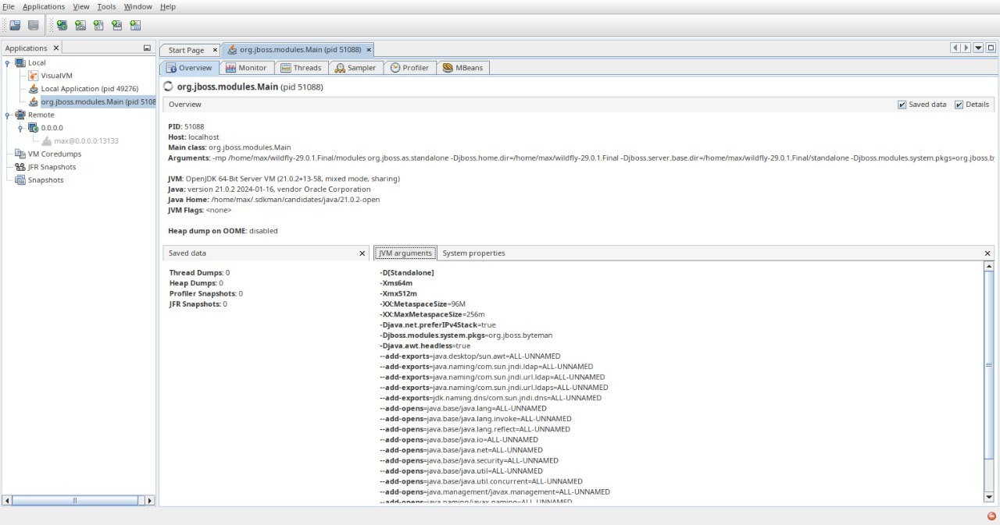 File Applications View Tools Window Help
Applications
Local
VisualVM
Local Application (pid 49276)
org.jboss.modules.Main (pid 5108
Remote
0.0.0.0
max@0.0.0.0:13133
VM Coredumps
JFR Snapshots
Snapshots
Start Page org.jboss.modules.Main (pid 51088)
Overview Monitor Threads Sampler Profiler MBeans
org.jboss.modules.Main (pid 51088)
Overview Saved data Details
PID: 51088
Host: localhost
Main class: org.jboss.modules.Main
Arguments: -mp /home/max/wildfly-29.0.1.Final/modules org.jboss.as.standalone -Djboss.home.dir=/home/max/wildfly-29.0.1.Final -Djboss.server.base.dir=/home/max/wildfly-29.0.1.Final/standalone -Djboss.modules.system.pkgs=org.jboss.by
JVM: OpenJDK 64-Bit Server VM (21.0.2+13-58, mixed mode, sharing)
Java: version 21.0.2 2024-01-16, vendor Oracle Corporation
Java Home: /home/max/.sdkman/candidates/java/21.0.2-open
JVM Flags: <none>
Heap dump on OOME: disabled
Saved data
Thread Dumps: 0
Heap Dumps: 0
Profiler Snapshots: 0
JFR Snapshots: 0
JVM arguments System properties
-D[Standalone]
-Xms64m
-Xmx512m
-XX:MetaspaceSize=96M
-XX:MaxMetaspaceSize=256m
-Djava.net.preferIPv4Stack=true
-Djboss.modules.system.pkgs=org.jboss.byteman
-Djava.awt.headless=true
--add-exports=java.desktop/sun.awt=ALL-UNNAMED
--add-exports=java.naming/com.sun.jndi.ldap=ALL-UNNAMED
--add-exports=java.naming/com.sun.jndi.url.ldap=ALL-UNNAMED
--add-exports=java.naming/com.sun.jndi.url.ldaps=ALL-UNNAMED
--add-exports=jdk.naming.dns/com.sun.jndi.dns=ALL-UNNAMED
--add-opens=java.base/java.lang=ALL-UNNAMED
--add-opens=java.base/java.lang.invoke=ALL-UNNAMED
--add-opens=java.base/java.lang.reflect=ALL-UNNAMED
--add-opens=java.base/java.io=ALL-UNNAMED
--add-opens=java.base/java.net=ALL-UNNAMED
--add-opens=java.base/java.security=ALL-UNNAMED
--add-opens=java.base/java.util=ALL-UNNAMED
--add-opens=java.base/java.util.concurrent=ALL-UNNAMED
--add-opens=java.management/javax.management=ALL-UNNAMED
--add-opens=java.naming/javax.naming=ALL-UNNAMED